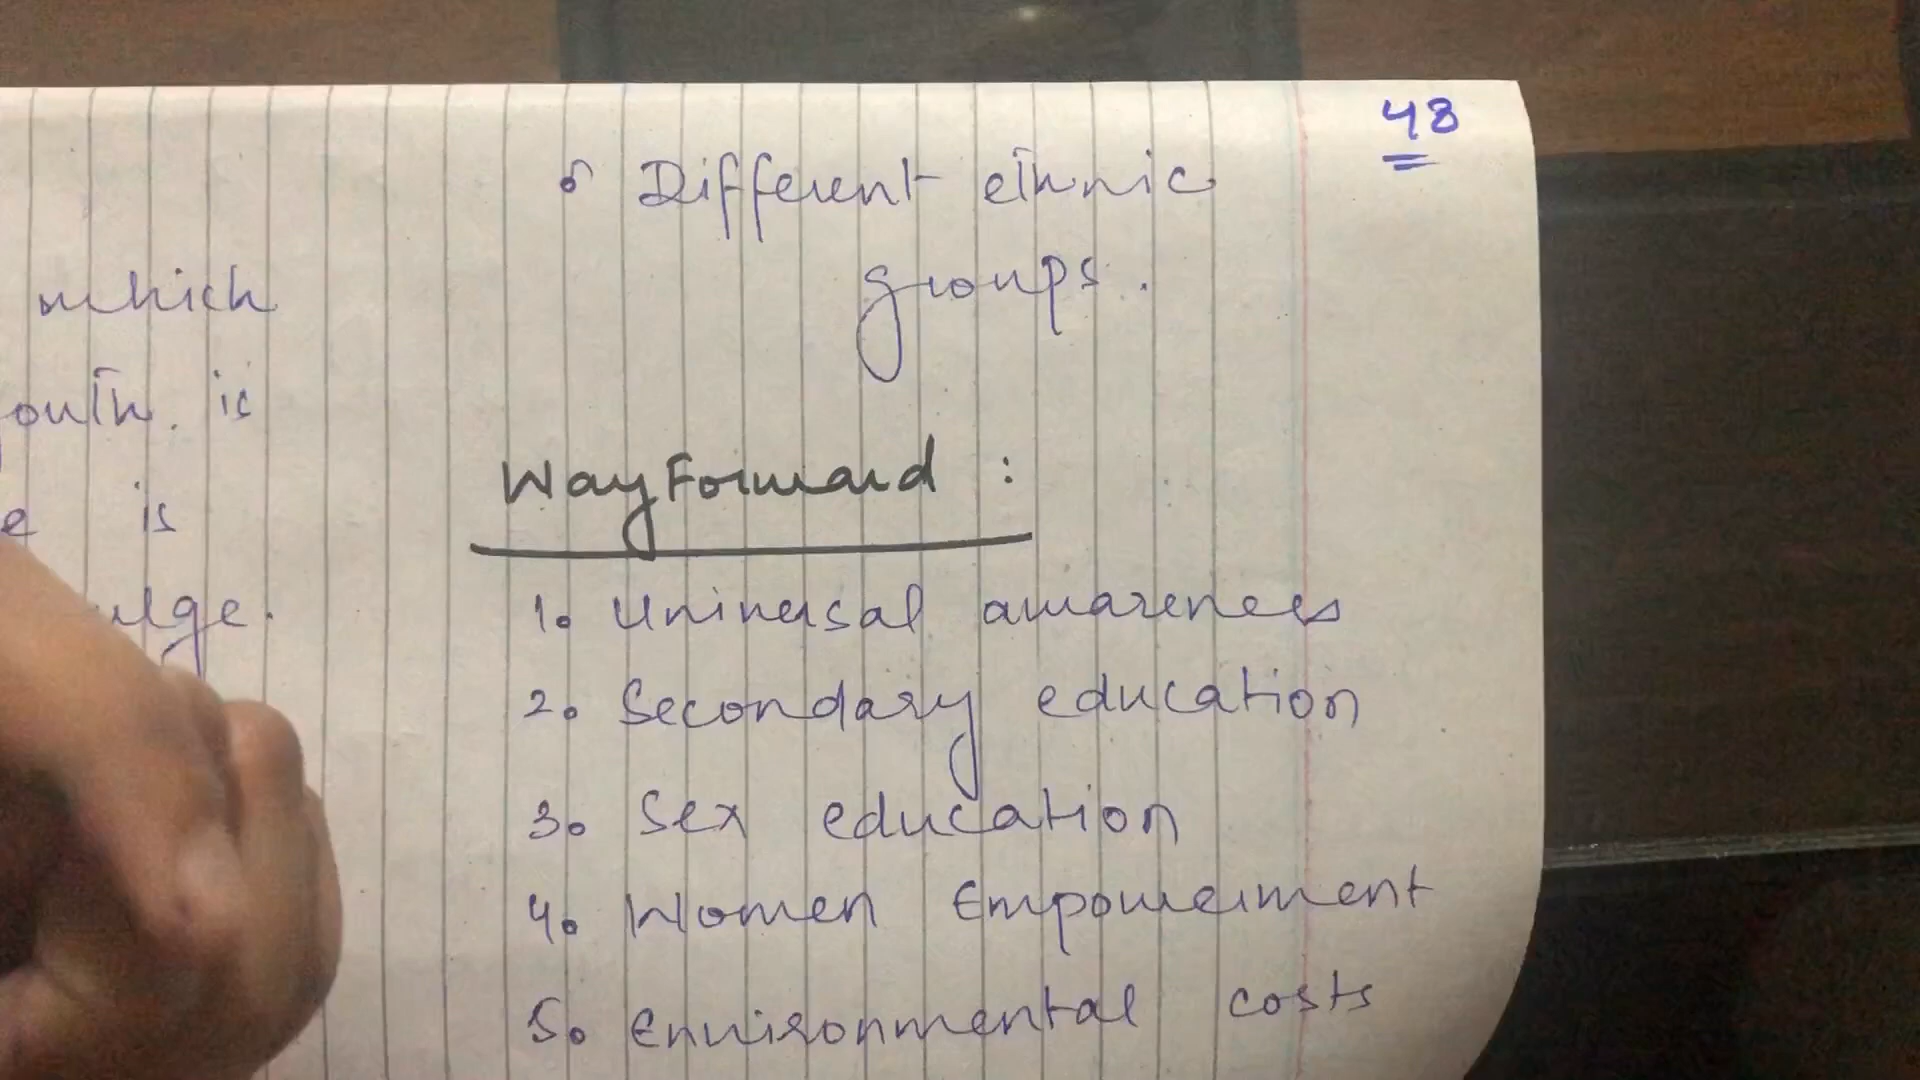 48
• Different ethnic
groups.
which
is
is
Way Forward :
1. Universal awareness
2. Secondary education
3. Sex education
4. Women Empowerment
5. Environmental costs